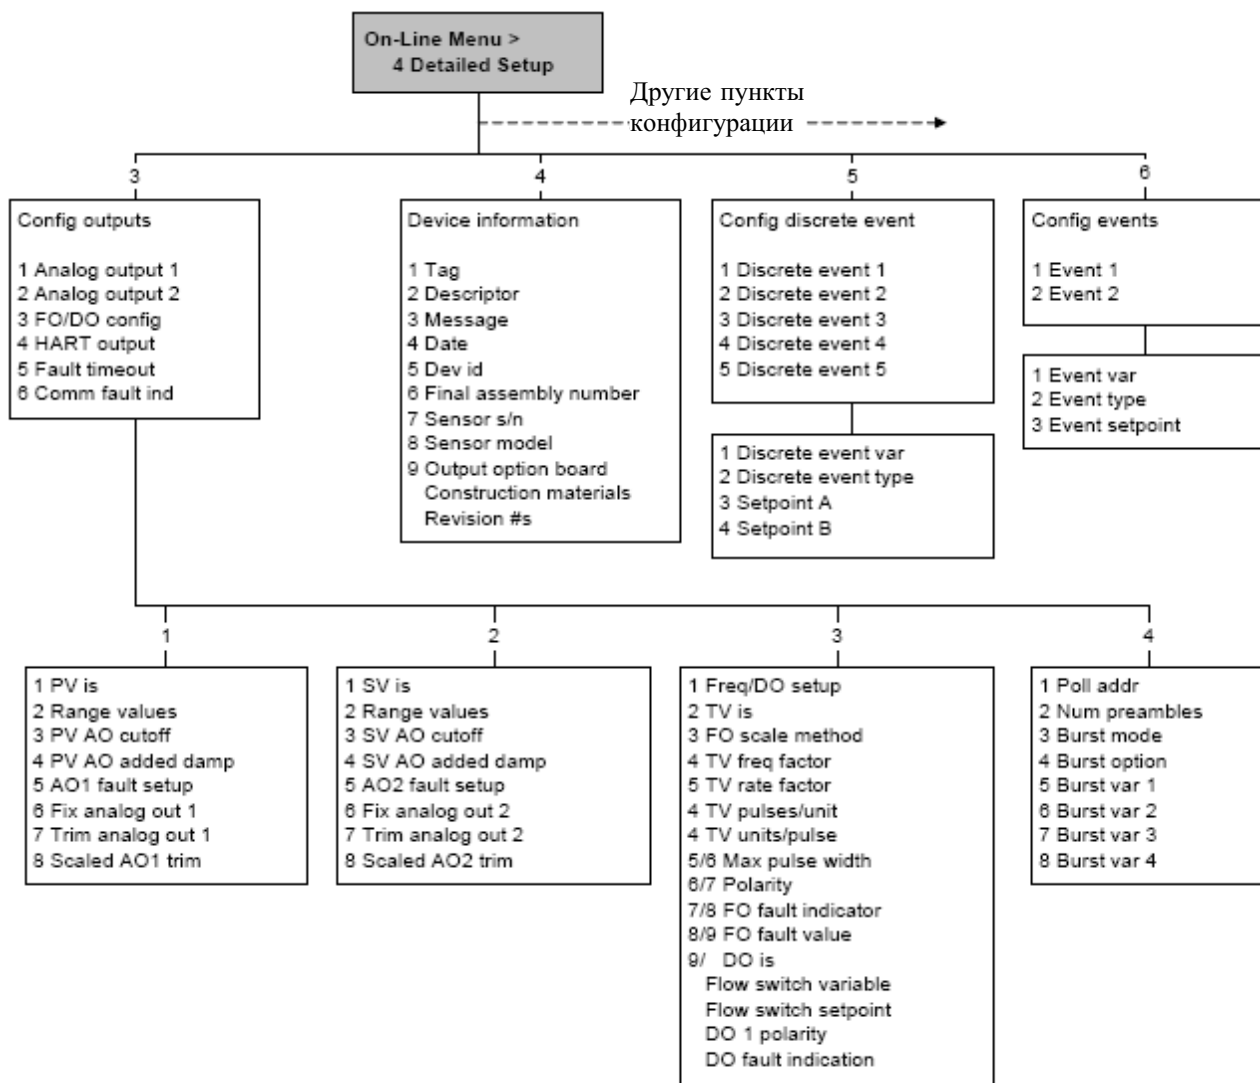 On-Line Menu >
4 Detailed Setup
Другие пункты
конфигурации
3
4
5
6
Config outputs
1 Analog output 1
2 Analog output 2
3 FO/DO config
4 HART output
5 Fault timeout
6 Comm fault ind
Device information
1 Tag
2 Descriptor
3 Message
4 Date
5 Dev id
6 Final assembly number
7 Sensor s/n
8 Sensor model
9 Output option board
Construction materials
Revision #s
Config discrete event
1 Discrete event 1
2 Discrete event 2
3 Discrete event 3
4 Discrete event 4
5 Discrete event 5
1 Discrete event var
2 Discrete event type
3 Setpoint A
4 Setpoint B
Config events
1 Event 1
2 Event 2
1 Event var
2 Event type
3 Event setpoint
1
2
3
4
1 PV is
2 Range values
3 PV AO cutoff
4 PV AO added damp
5 AO1 fault setup
6 Fix analog out 1
7 Trim analog out 1
8 Scaled AO1 trim
1 SV is
2 Range values
3 SV AO cutoff
4 SV AO added damp
5 AO2 fault setup
6 Fix analog out 2
7 Trim analog out 2
8 Scaled AO2 trim
1 Freq/DO setup
2 TV is
3 FO scale method
4 TV freq factor
5 TV rate factor
4 TV pulses/unit
4 TV units/pulse
5/6 Max pulse width
6/7 Polarity
7/8 FO fault indicator
8/9 FO fault value
9/ DO is
Flow switch variable
Flow switch setpoint
DO 1 polarity
DO fault indication
1 Poll addr
2 Num preambles
3 Burst mode
4 Burst option
5 Burst var 1
6 Burst var 2
7 Burst var 3
8 Burst var 4